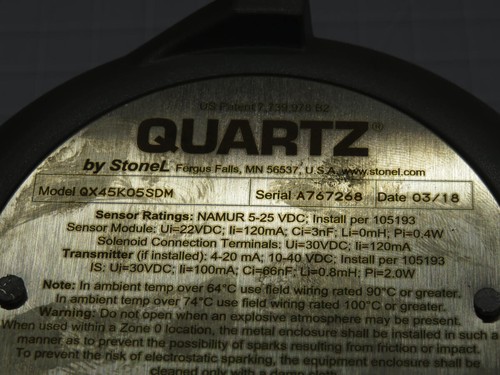 U.S Patent 7,739,978 B2
QUARTZ®
by StoneL Fergus Falls, MN 56537, U.S.A. www.stonel.com
Model QX45K05SDM Serial A767268 Date 03/18
Sensor Ratings: NAMUR 5-25 VDC; Install per 105193
Sensor Module: Ui=22VDC; Ii=120mA; Ci=3nF; Li=0mH; Pi=0.4W
Solenoid Connection Terminals: Ui=30VDC; Ii=120mA
Transmitter (if installed): 4-20 mA; 10-40 VDC; Install per 105193
IS: Ui=30VDC; Ii=100mA; Ci=66nF; Li=0.8mH; Pi=2.0W
Note: In ambient temp over 64°C use field wiring rated 90°C or greater.
In ambient temp over 74°C use field wiring rated 100°C or greater.
Warning: Do not open when an explosive atmosphere may be present.
When used within a Zone 0 location, the metal enclosure shall be installed in such a
manner as to prevent the possibility of sparks resulting from friction or impact.
To prevent the risk of electrostatic sparking, the equipment enclosure shall be
cleaned only with a damp cloth